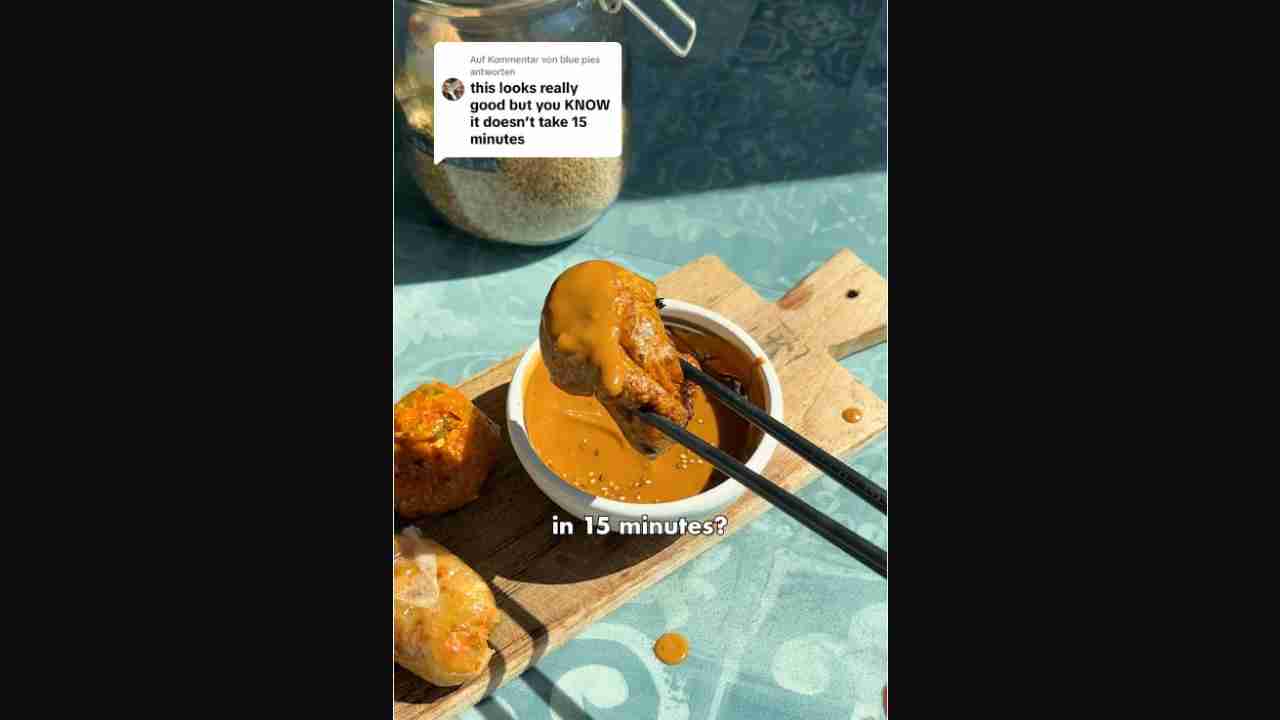 Auf Kommentar von blue pies
antworten
this looks really
good but you KNOW
it doesn't take 15
minutes
in 15 minutes?